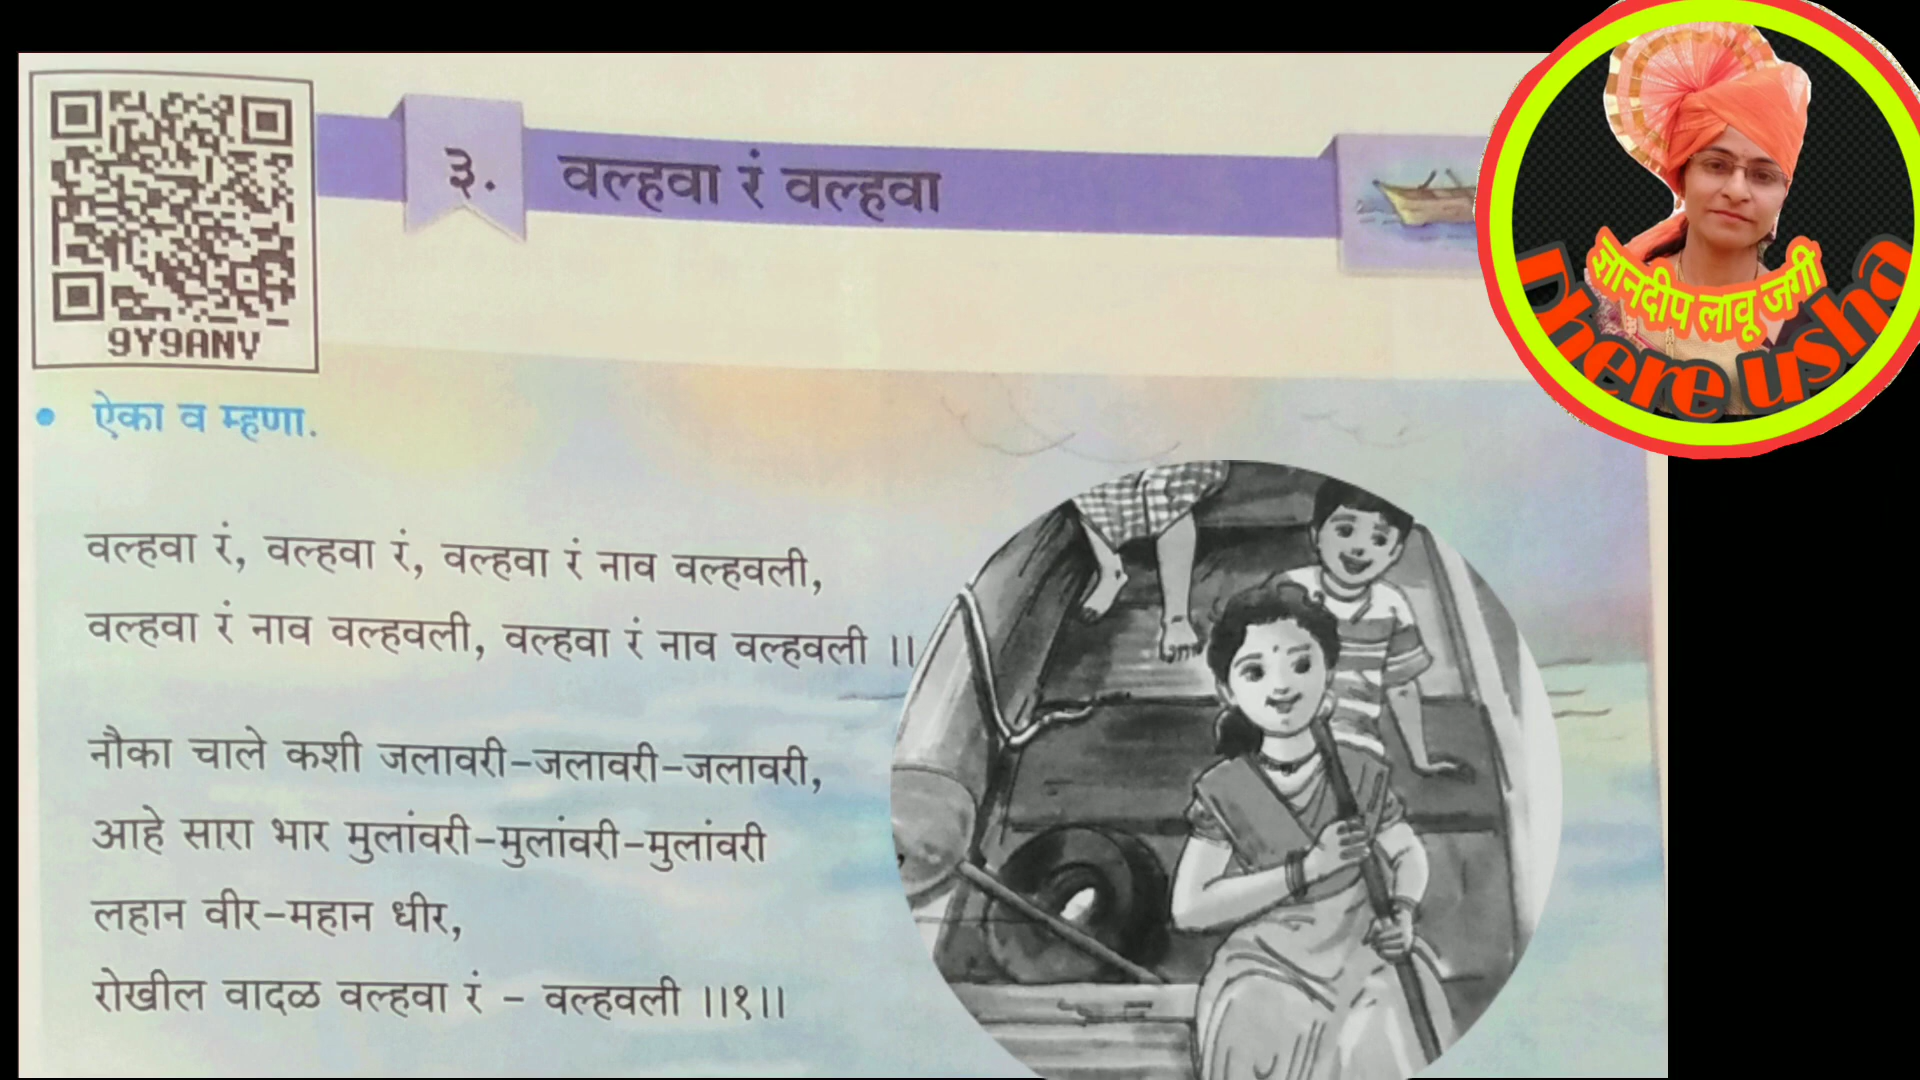 9Y9ANV
३. वल्हवा रं वल्हवा
ज्ञानदीप लावू जगी
Dhere usha
• ऐका व म्हणा.
वल्हवा रं, वल्हवा रं, वल्हवा रं नाव वल्हवली,
वल्हवा रं नाव वल्हवली, वल्हवा रं नाव वल्हवली ।।
नौका चाले कशी जलावरी-जलावरी-जलावरी,
आहे सारा भार मुलांवरी-मुलांवरी-मुलांवरी
लहान वीर-महान धीर,
रोखील वादळ वल्हवा रं - वल्हवली ।।१।।